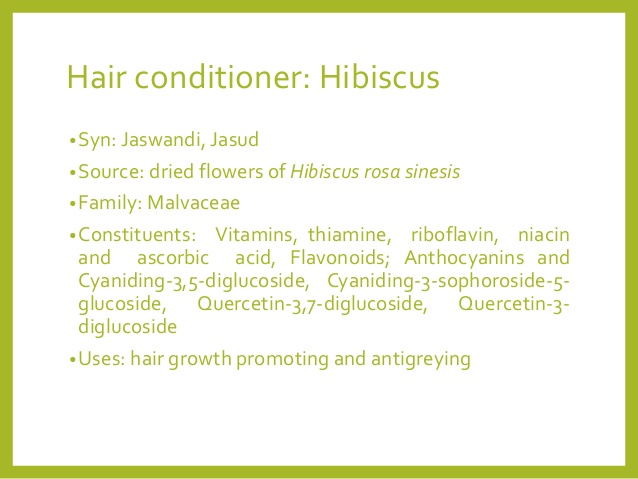 Hair conditioner: Hibiscus
•Syn: Jaswandi, Jasud
•Source: dried flowers of Hibiscus rosa sinesis
•Family: Malvaceae
•Constituents: Vitamins, thiamine, riboflavin, niacin
and ascorbic acid, Flavonoids; Anthocyanins and
Cyaniding-3,5-diglucoside, Cyaniding-3-sophoroside-5-
glucoside, Quercetin-3,7-diglucoside, Quercetin-3-
diglucoside
•Uses: hair growth promoting and antigreying